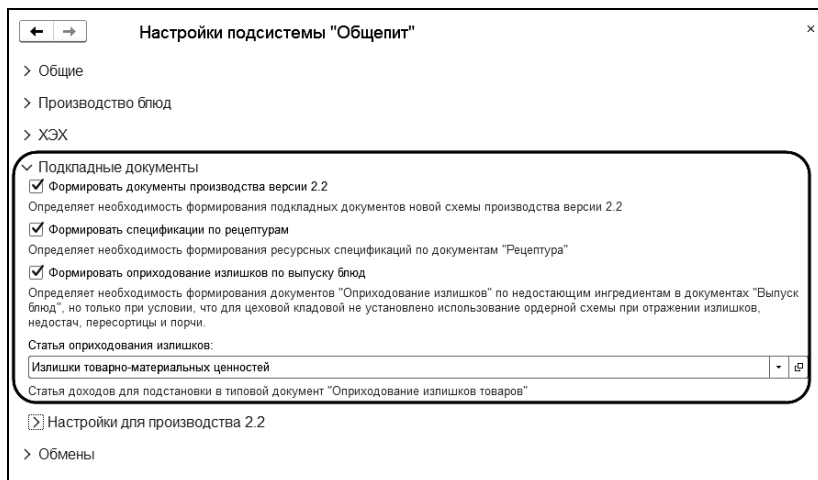 Настройки подсистемы "Общепит"
Общие
Производство блюд
ХЭХ
Подкладные документы
Формировать документы производства версии 2.2
Определяет необходимость формирования подкладных документов новой схемы производства версии 2.2
Формировать спецификации по рецептурам
Определяет необходимость формирования ресурсных спецификаций по документам "Рецептура"
Формировать оприходование излишков по выпуску блюд
Определяет необходимость формирования документов "Оприходование излишков" по недостающим ингредиентам в документах "Выпуск
блюд", но только при условии, что для цеховой кладовой не установлено использование ордерной схемы при отражении излишков,
недостач, пересортицы и порчи.
Статья оприходования излишков:
Излишки товарно-материальных ценностей
Статья доходов для подстановки в типовой документ "Оприходование излишков товаров"
Настройки для производства 2.2
Обмены